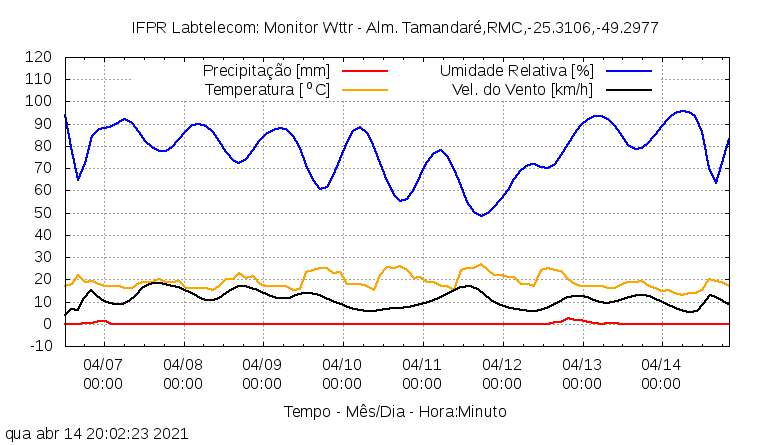 IFPR Labtelecom: Monitor Wttr - Alm. Tamandaré,RMC,-25.3106,-49.2977
120
110
100
90
80
70
60
50
40
30
20
10
0
-10
Precipitação [mm]
Temperatura [⁰C]
Umidade Relativa [%]
Vel. do Vento [km/h]
04/07 04/08 04/09 04/10 04/11 04/12 04/13 04/14
00:00 00:00 00:00 00:00 00:00 00:00 00:00 00:00
Tempo - Mês/Dia - Hora:Minuto
qua abr 14 20:02:23 2021